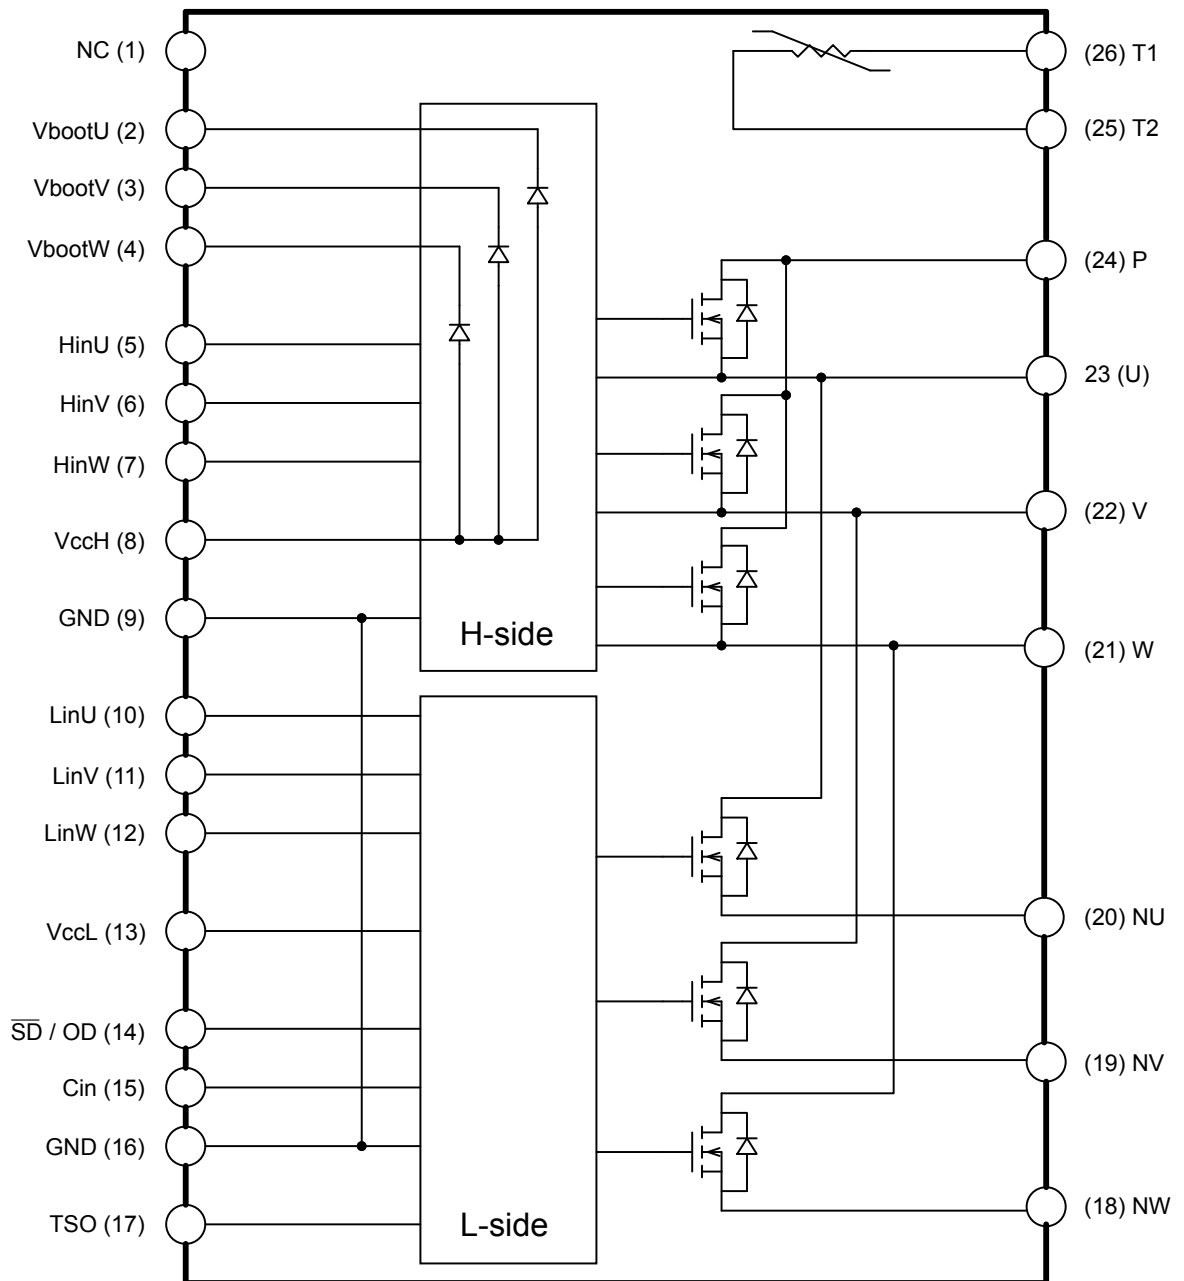 NC (1)
VbootU (2)
VbootV (3)
VbootW (4)
HinU (5)
HinV (6)
HinW (7)
VccH (8)
GND (9)
LinU (10)
LinV (11)
LinW (12)
VccL (13)
S̅D̅ / OD (14)
Cin (15)
GND (16)
TSO (17)
H-side
L-side
(26) T1
(25) T2
(24) P
23 (U)
(22) V
(21) W
(20) NU
(19) NV
(18) NW